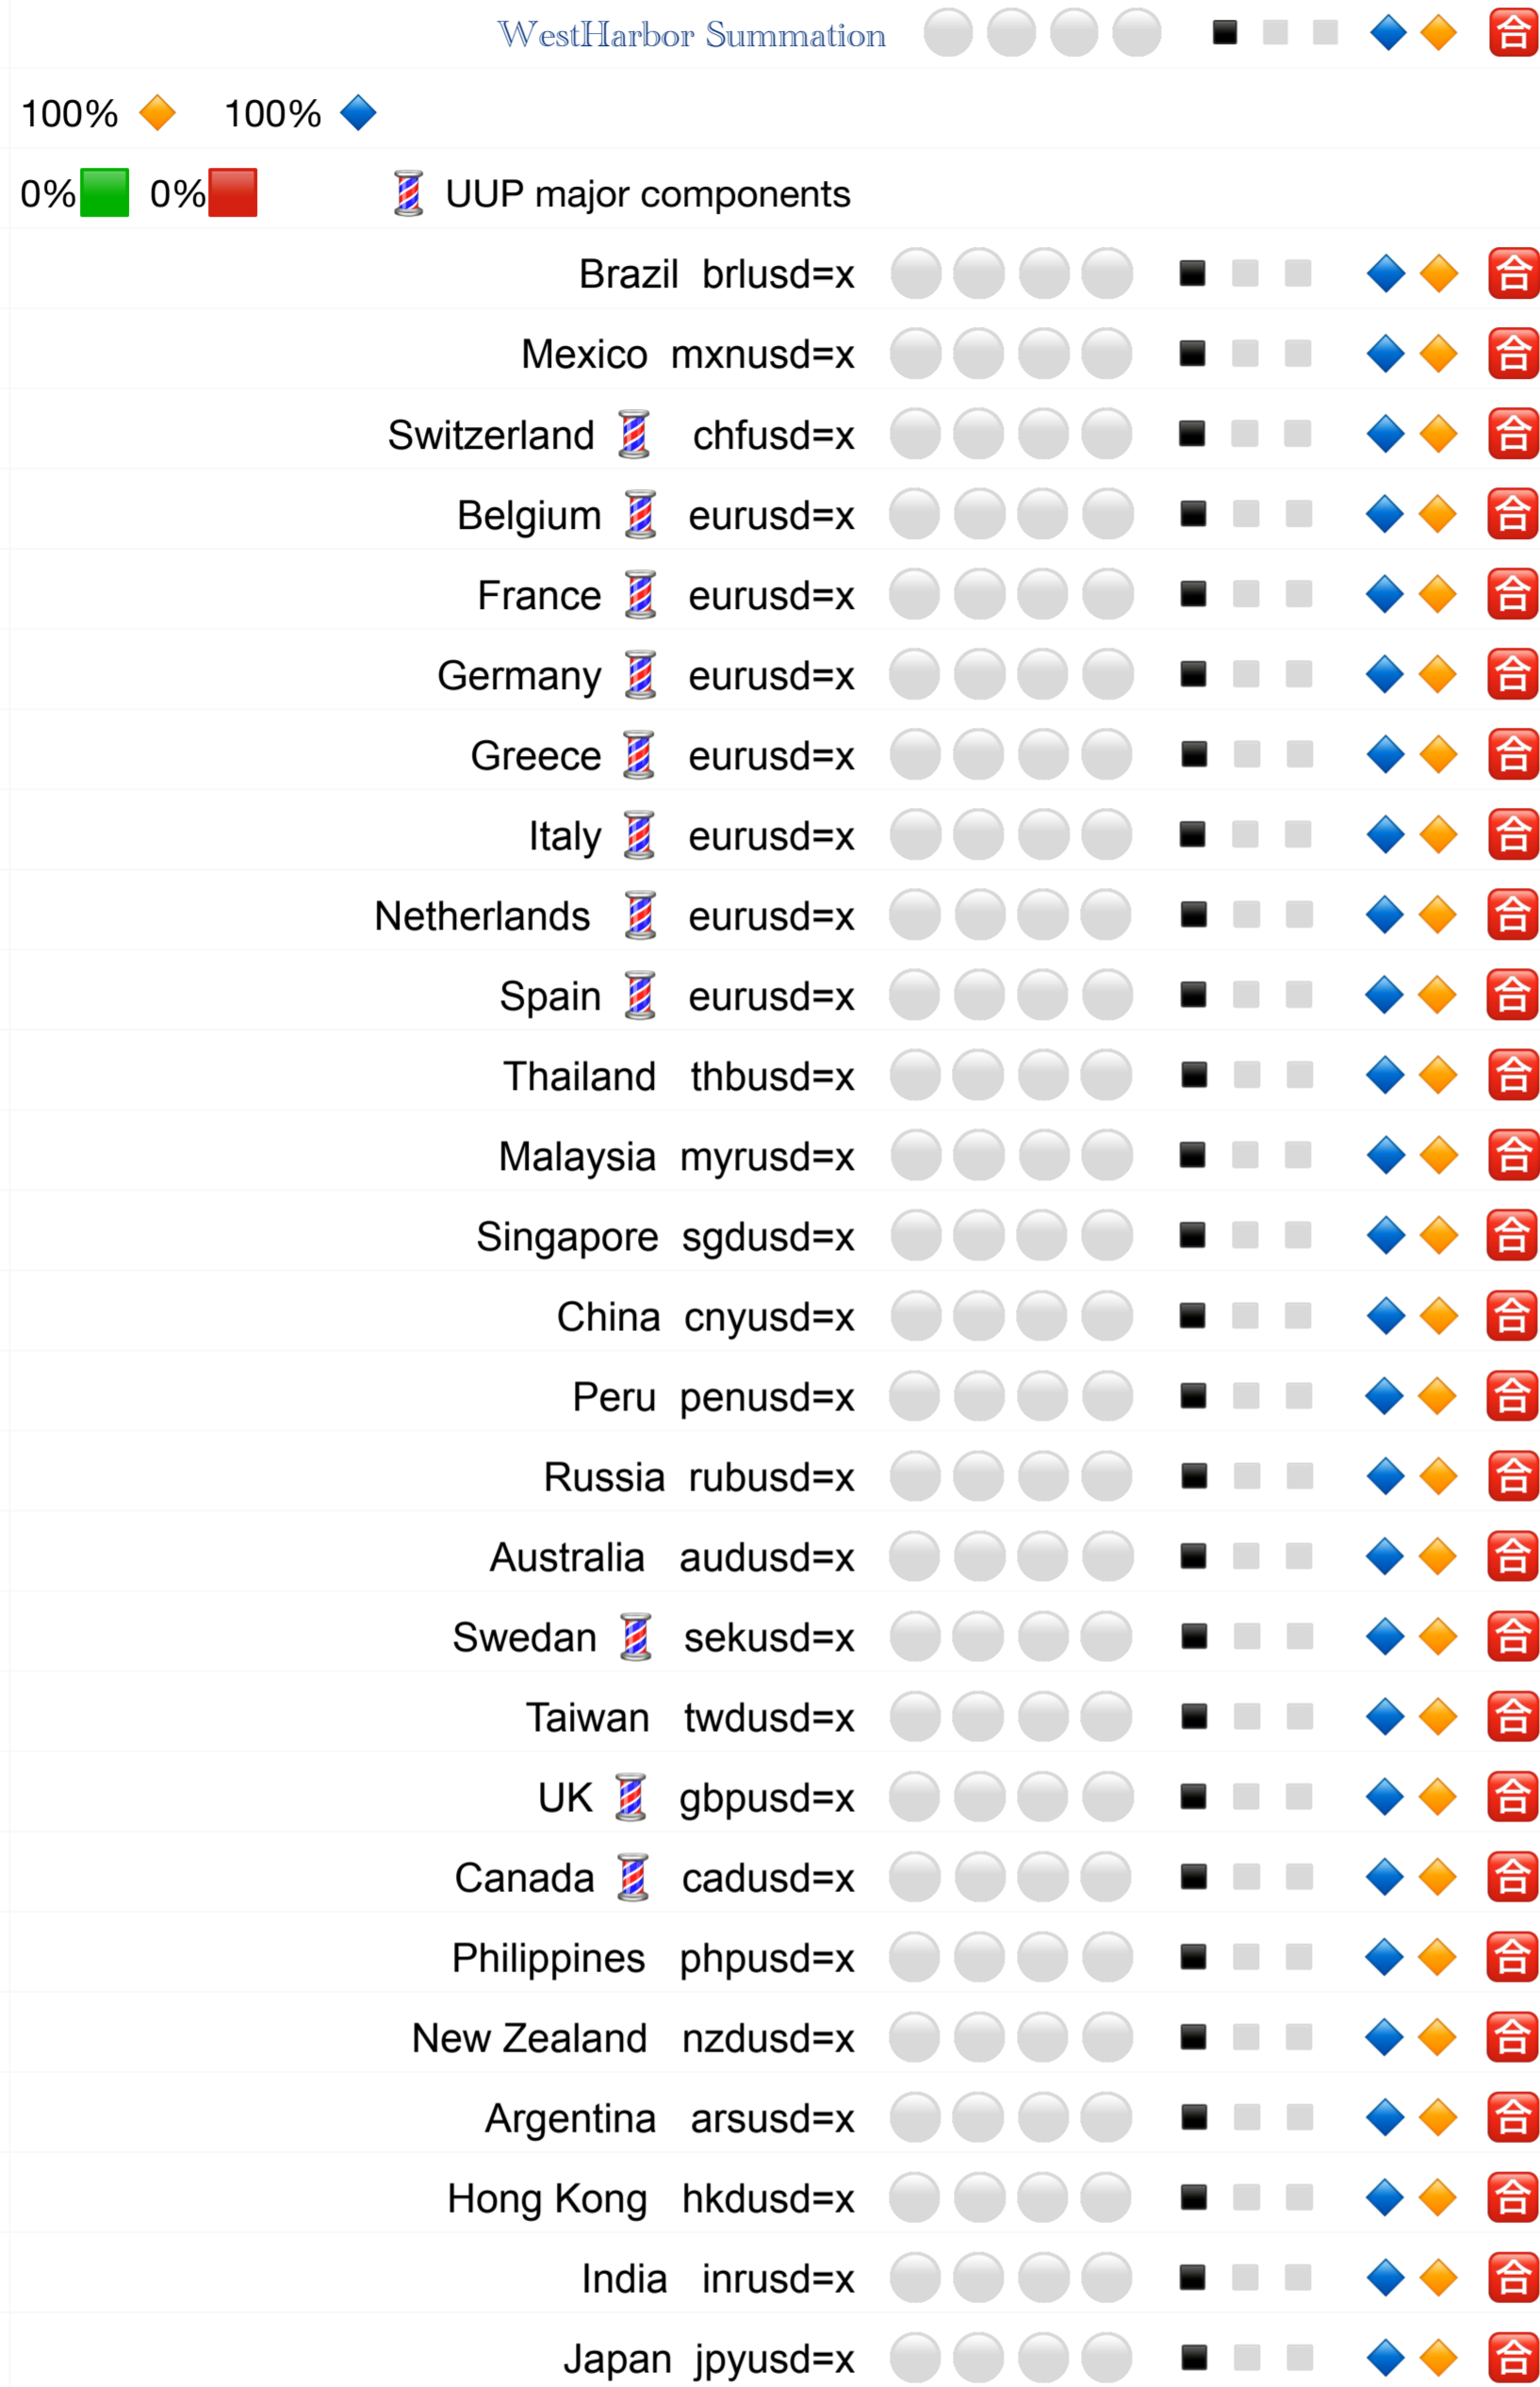 WestHarbor Summation 合
100% 100%
0% 0% UUP major components
Brazil brlusd=x 合
Mexico mxnusd=x 合
Switzerland chfusd=x 合
Belgium eurusd=x 合
France eurusd=x 合
Germany eurusd=x 合
Greece eurusd=x 合
Italy eurusd=x 合
Netherlands eurusd=x 合
Spain eurusd=x 合
Thailand thbusd=x 合
Malaysia myrusd=x 合
Singapore sgdusd=x 合
China cnyusd=x 合
Peru penusd=x 合
Russia rubusd=x 合
Australia audusd=x 合
Swedan sekusd=x 合
Taiwan twdusd=x 合
UK gbpusd=x 合
Canada cadusd=x 合
Philippines phpusd=x 合
New Zealand nzdusd=x 合
Argentina arsusd=x 合
Hong Kong hkdusd=x 合
India inrusd=x 合
Japan jpyusd=x 合